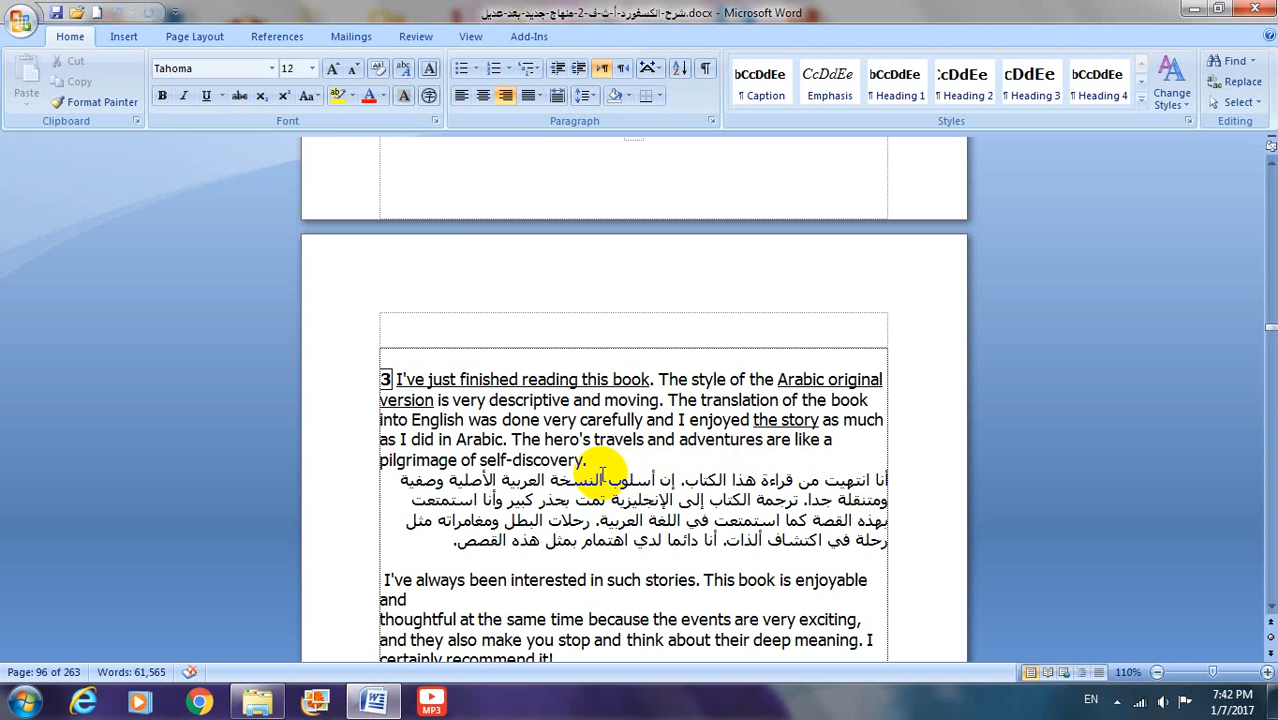 شرح-اكسفورد-أ-ث-ف-2-منهاج-جديد-بعد-عديل.docx - Microsoft Word
Home Insert Page Layout References Mailings Review View Add-Ins
Cut
Copy
Paste
Format Painter
Clipboard
Tahoma 12
Font
Paragraph
¶ Caption ¶ Emphasis ¶ Heading 1 ¶ Heading 2 ¶ Heading 3 ¶ Heading 4
Change Styles
Styles
Find
Replace
Select
Editing
3 I've just finished reading this book. The style of the Arabic original
version is very descriptive and moving. The translation of the book
into English was done very carefully and I enjoyed the story as much
as I did in Arabic. The hero's travels and adventures are like a
pilgrimage of self-discovery.
أنا انتهيت من قراءة هذا الكتاب. إن أسلوب النسخة العربية الأصلية وصفية
ومتنقلة جدا. ترجمة الكتاب إلى الإنجليزية تمت بحذر كبير وأنا استمتعت
بهذه القصة كما استمتعت في اللغة العربية. رحلات البطل ومغامراته مثل
رحلة في اكتشاف ألذات. أنا دائما لدي اهتمام بمثل هذه القصص.
I've always been interested in such stories. This book is enjoyable
and
thoughtful at the same time because the events are very exciting,
and they also make you stop and think about their deep meaning. I
certainly recommend it!
Page: 96 of 263 Words: 61,565 110%
MP3
EN 7:42 PM
1/7/2017